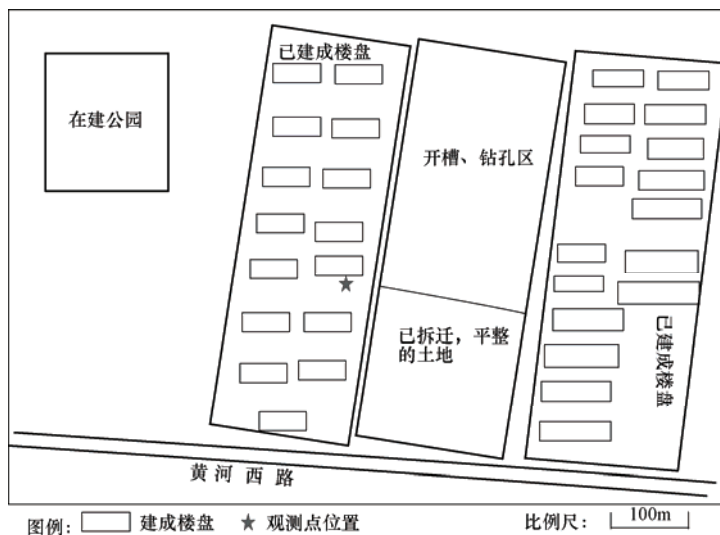 已建成楼盘
在建公园
开槽、钻孔区
已拆迁，平整
的土地
已建成楼盘
黄河西路
图例： 建成楼盘 ★ 观测点位置 比例尺： 100m